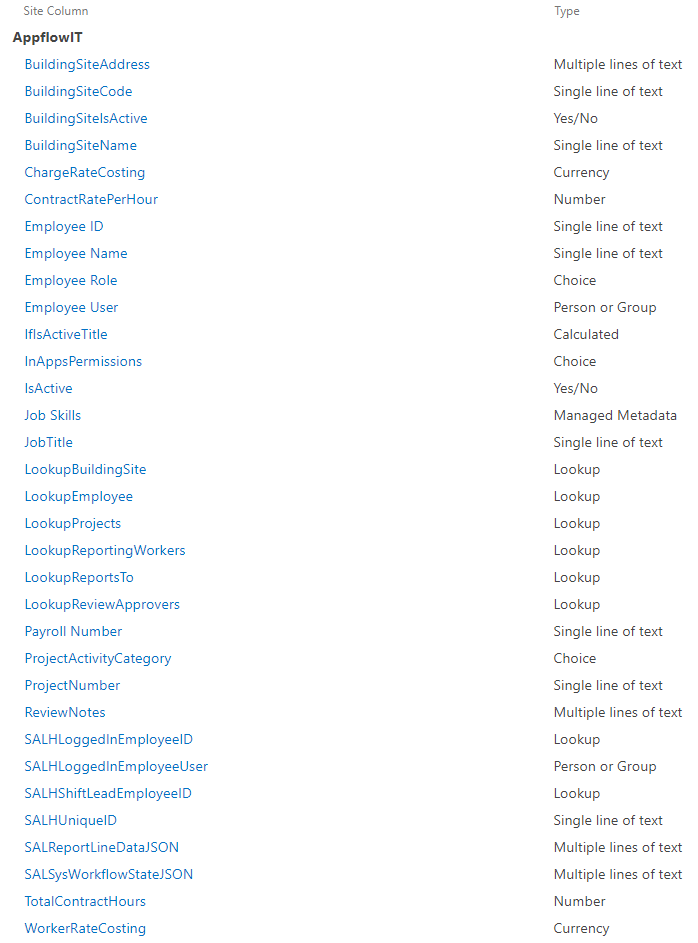 Site Column Type
AppflowIT
BuildingSiteAddress Multiple lines of text
BuildingSiteCode Single line of text
BuildingSiteIsActive Yes/No
BuildingSiteName Single line of text
ChargeRateCosting Currency
ContractRatePerHour Number
Employee ID Single line of text
Employee Name Single line of text
Employee Role Choice
Employee User Person or Group
IfIsActiveTitle Calculated
InAppsPermissions Choice
IsActive Yes/No
Job Skills Managed Metadata
JobTitle Single line of text
LookupBuildingSite Lookup
LookupEmployee Lookup
LookupProjects Lookup
LookupReportingWorkers Lookup
LookupReportsTo Lookup
LookupReviewApprovers Lookup
Payroll Number Single line of text
ProjectActivityCategory Choice
ProjectNumber Single line of text
ReviewNotes Multiple lines of text
SALHLoggedInEmployeeID Lookup
SALHLoggedInEmployeeUser Person or Group
SALHShiftLeadEmployeeID Lookup
SALHUniqueID Single line of text
SALReportLineDataJSON Multiple lines of text
SALSysWorkflowStateJSON Multiple lines of text
TotalContractHours Number
WorkerRateCosting Currency